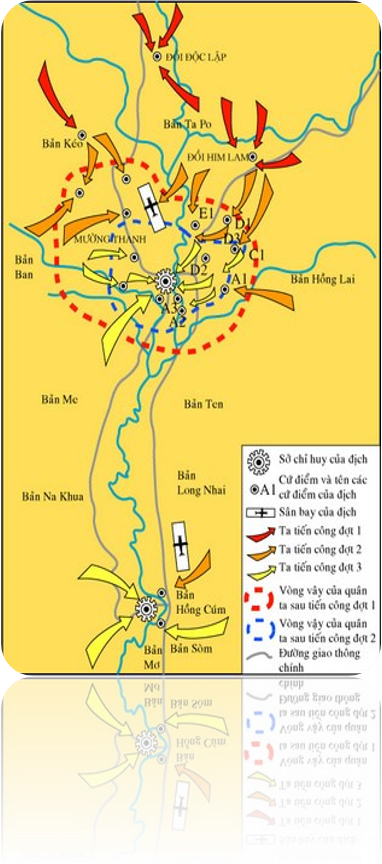 ĐỒI ĐỘC LẬP
Bản Ta Po
Bản Kéo
ĐỒI HIM LAM
E1
D1
MƯỜNG THANH
D3
C1
Bản
Ban
D2
A1
Bản Hồng Lai
A3
A2
Bản Mc
Bản Tcn
Bản
Long Nhai
Bản Na Khua
Bản
Hồng Cúm
Bản
Mơ
Bản Sòm
Sở chỉ huy của địch
A1
Cứ điểm và tên các
cứ điểm của địch
Sân bay của địch
Ta tiến công đợt 1
Ta tiến công đợt 2
Ta tiến công đợt 3
Vòng vây của quân
ta sau tiến công đợt 1
Vòng vây của quân
ta sau tiến công đợt 2
Đường giao thông
chính